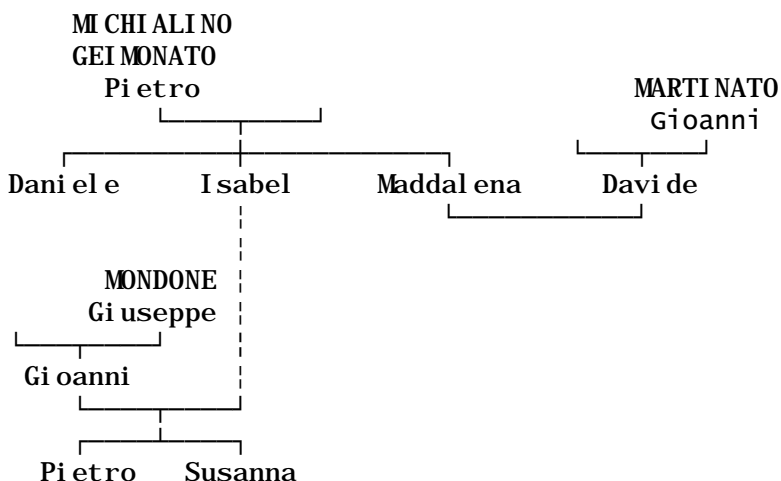 MICHIALINO
GEIMONATO
Pietro MARTINATO
Gioanni
Daniele Isabel Maddalena Davide
MONDONE
Giuseppe
Gioanni
Pietro Susanna